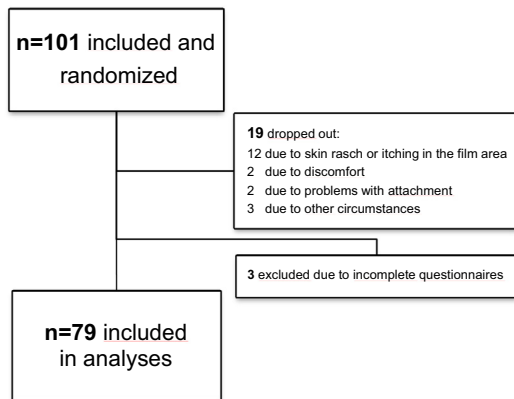 n=101 included and
randomized
19 dropped out:
12 due to skin rasch or itching in the film area
2 due to discomfort
2 due to problems with attachment
3 due to other circumstances
3 excluded due to incomplete questionnaires
n=79 included
in analyses